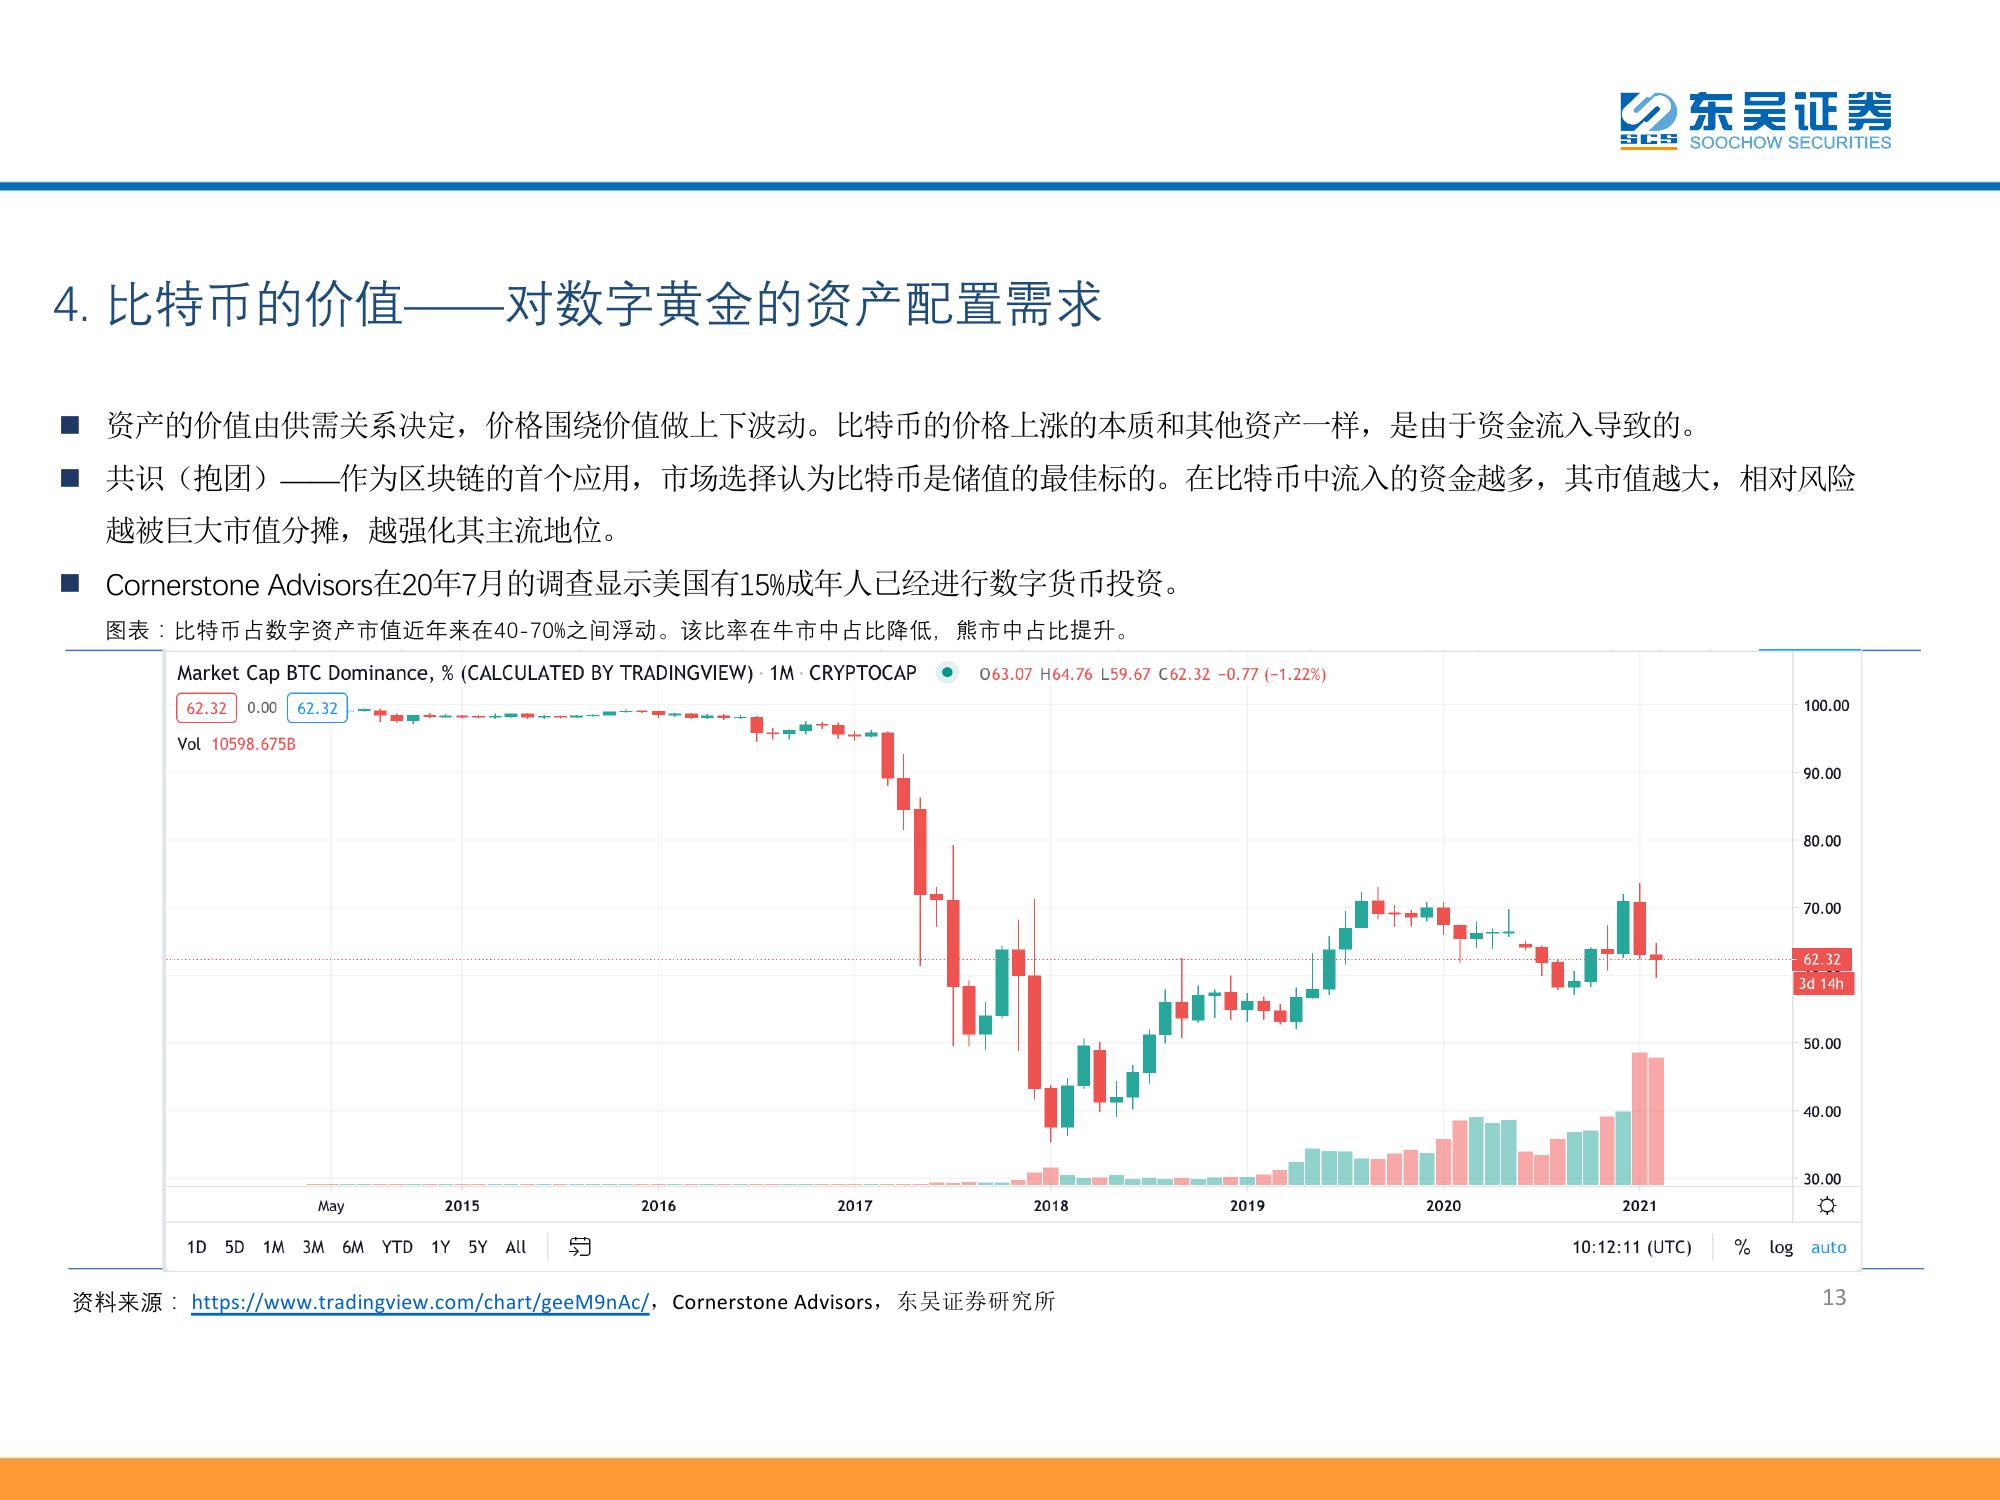 东吴证券
SCS
SOOCHOW SECURITIES
4. 比特币的价值——对数字黄金的资产配置需求
■ 资产的价值由供需关系决定，价格围绕价值做上下波动。比特币的价格上涨的本质和其他资产一样，是由于资金流入导致的。
■ 共识（抱团）——作为区块链的首个应用，市场选择认为比特币是储值的最佳标的。在比特币中流入的资金越多，其市值越大，相对风险
越被巨大市值分摊，越强化其主流地位。
■ Cornerstone Advisors在20年7月的调查显示美国有15%成年人已经进行数字货币投资。
图表：比特币占数字资产市值近年来在40-70%之间浮动。该比率在牛市中占比降低，熊市中占比提升。
Market Cap BTC Dominance, % (CALCULATED BY TRADINGVIEW) · 1M · CRYPTOCAP O63.07 H64.76 L59.67 C62.32 −0.77 (−1.22%)
62.32 0.00 62.32
Vol 10598.675B
100.00
90.00
80.00
70.00
62.32
3d 14h
50.00
40.00
30.00
May 2015 2016 2017 2018 2019 2020 2021
1D 5D 1M 3M 6M YTD 1Y 5Y All 10:12:11 (UTC) % log auto
资料来源：https://www.tradingview.com/chart/geeM9nAc/，Cornerstone Advisors，东吴证券研究所
13